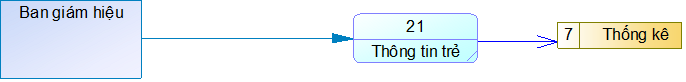 Ban giám hiệu
21
Thông tin trẻ
7 Thống kê